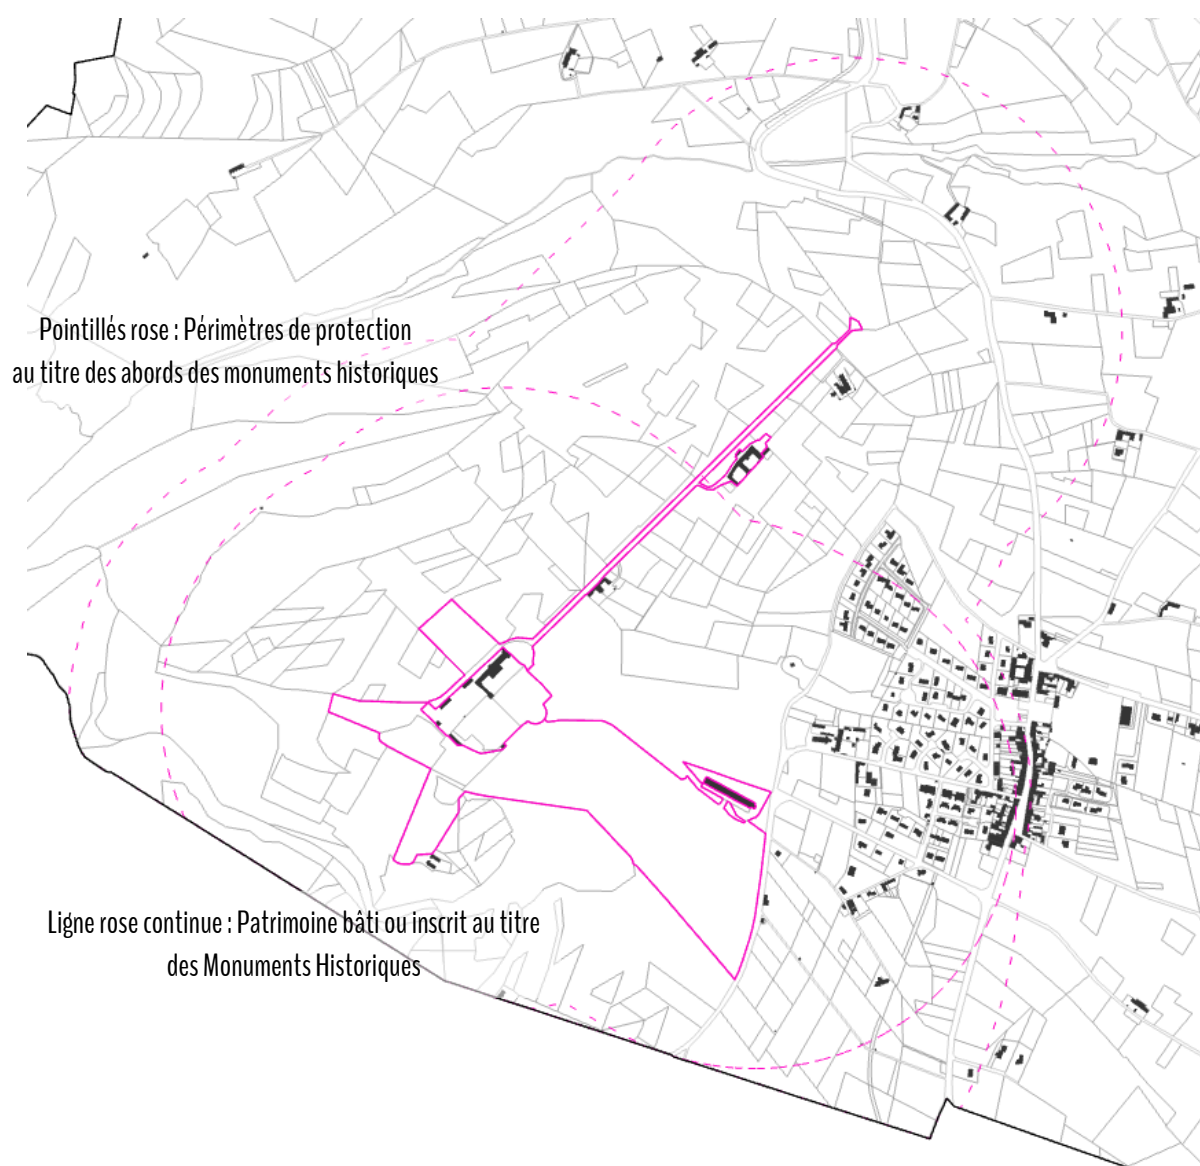 Pointillés rose : Périmètres de protection
au titre des abords des monuments historiques
Ligne rose continue : Patrimoine bâti ou inscrit au titre
des Monuments Historiques